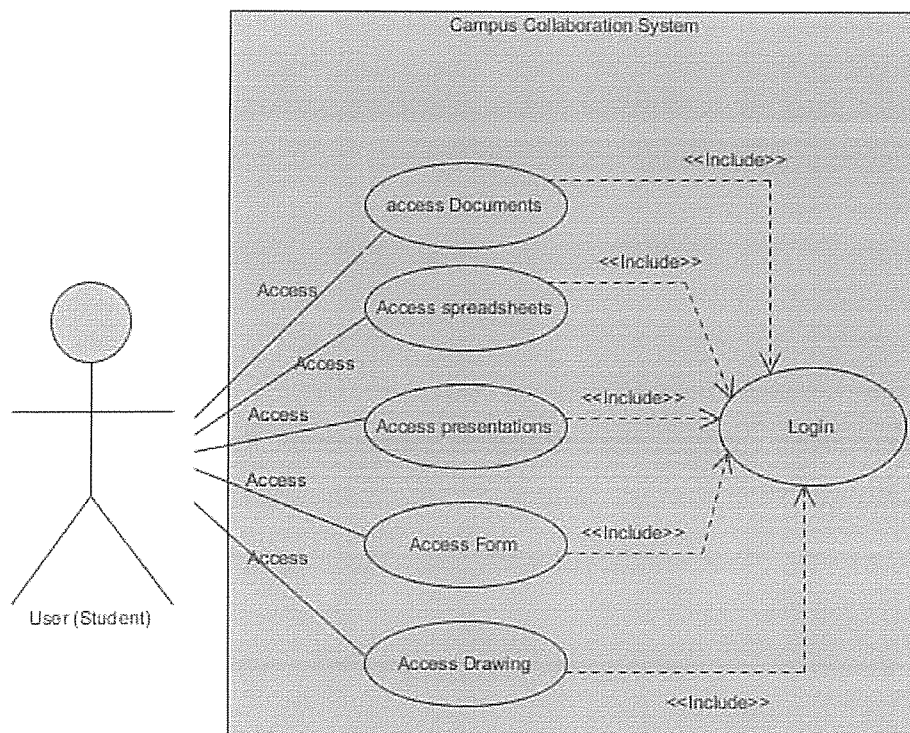 Campus Collaboration System
<<Include>>
access Documents
<<Include>>
Access
Access spreadsheets
Access
Access
Access presentations
<<Include>>
Login
Access
Access Form
<<Include>>
Access
User (Student)
Access Drawing
<<Include>>